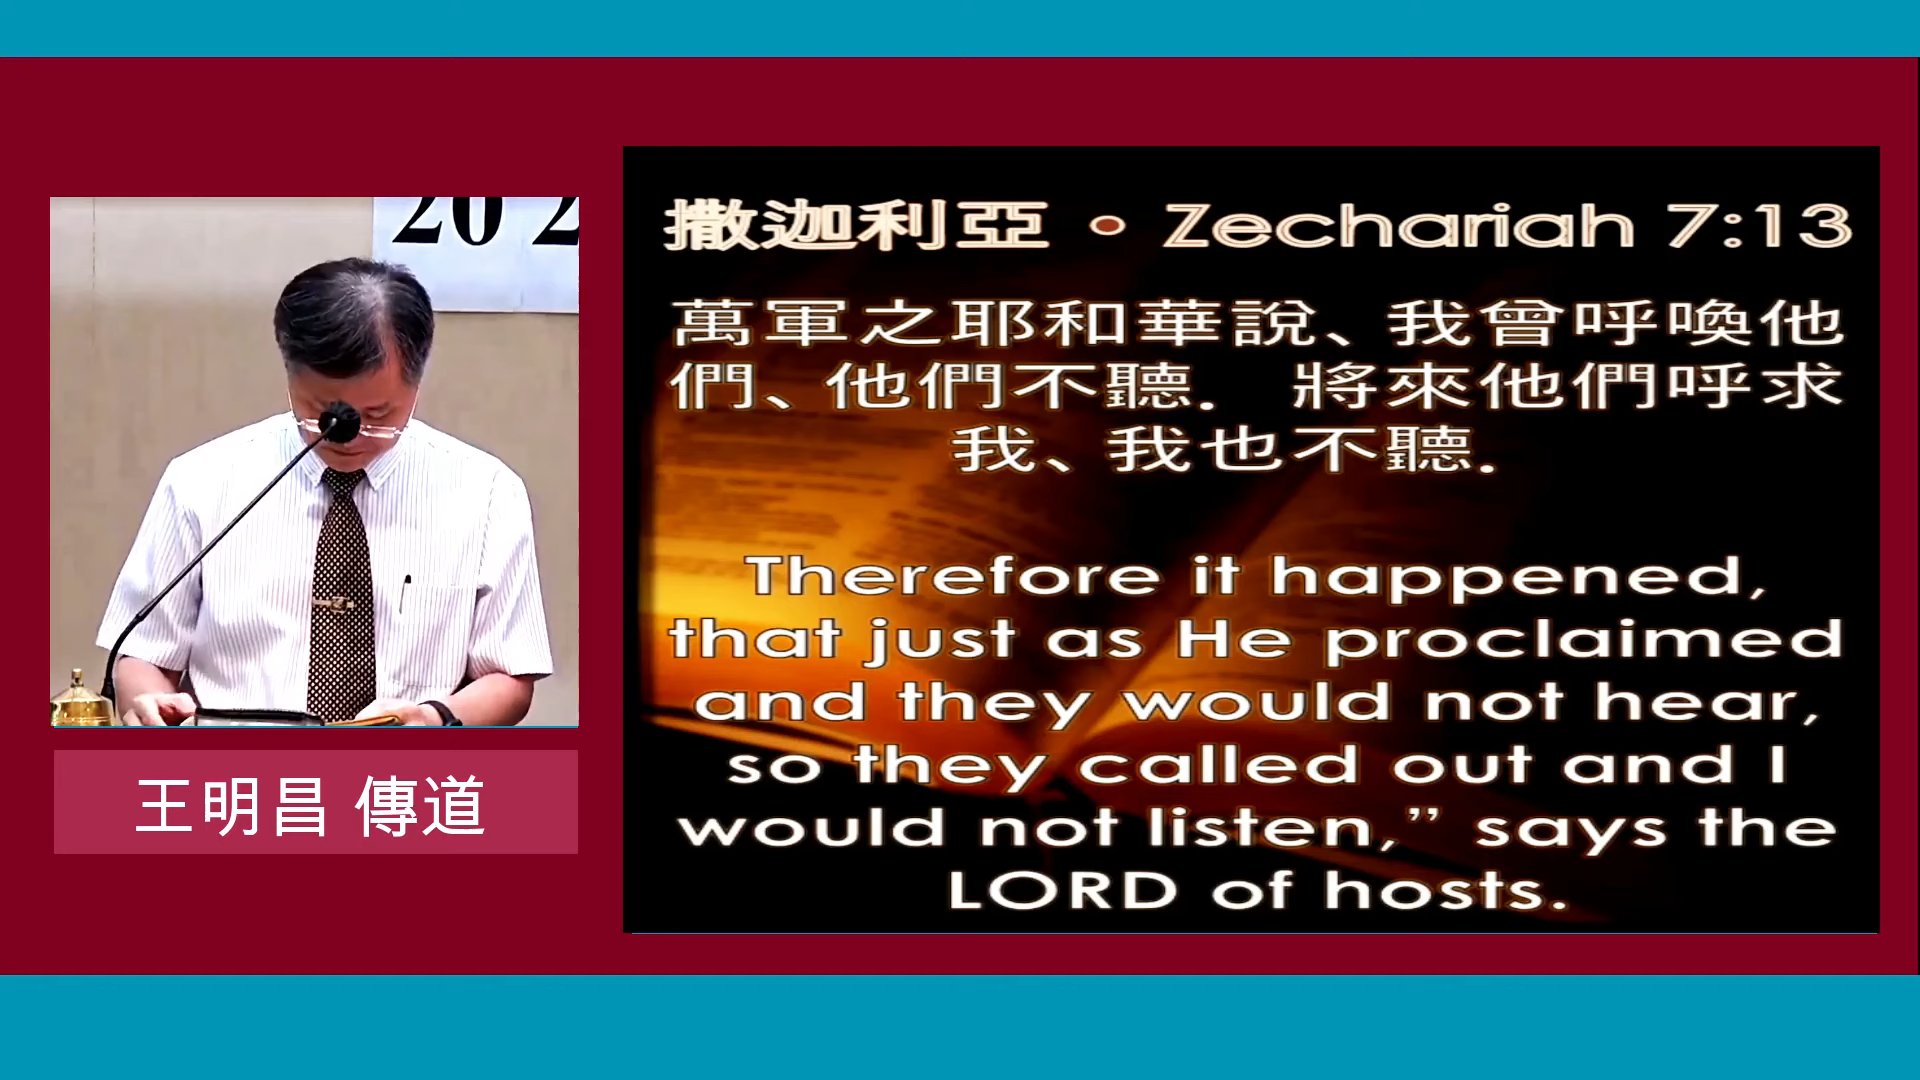 20 2
王明昌 傳道
撒迦利亞 • Zechariah 7:13
萬軍之耶和華說、我曾呼喚他
們、他們不聽． 將來他們呼求
我、我也不聽．
Therefore it happened,
that just as He proclaimed
and they would not hear,
so they called out and I
would not listen,” says the
LORD of hosts.